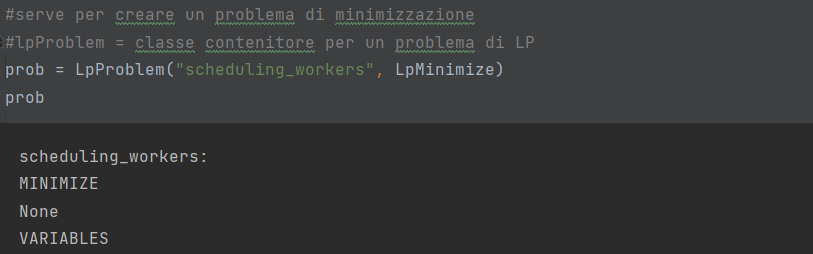 #serve per creare un problema di minimizzazione
#lpProblem = classe contenitore per un problema di LP
prob = LpProblem("scheduling_workers", LpMinimize)
prob
scheduling_workers:
MINIMIZE
None
VARIABLES